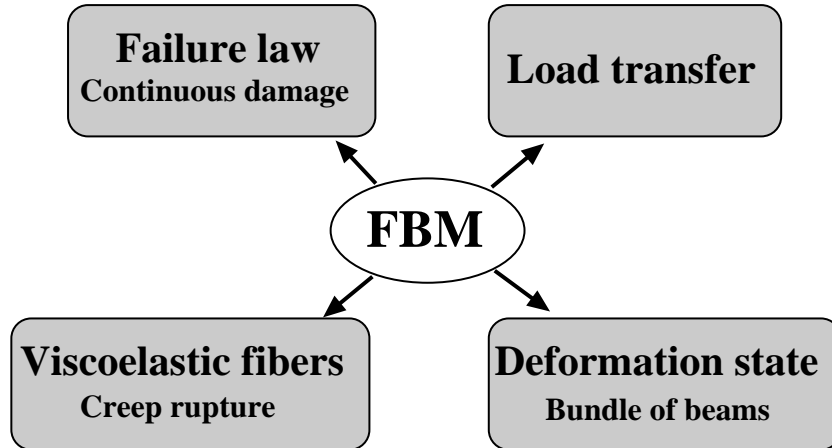 Failure law
Continuous damage
Load transfer
FBM
Viscoelastic fibers
Creep rupture
Deformation state
Bundle of beams